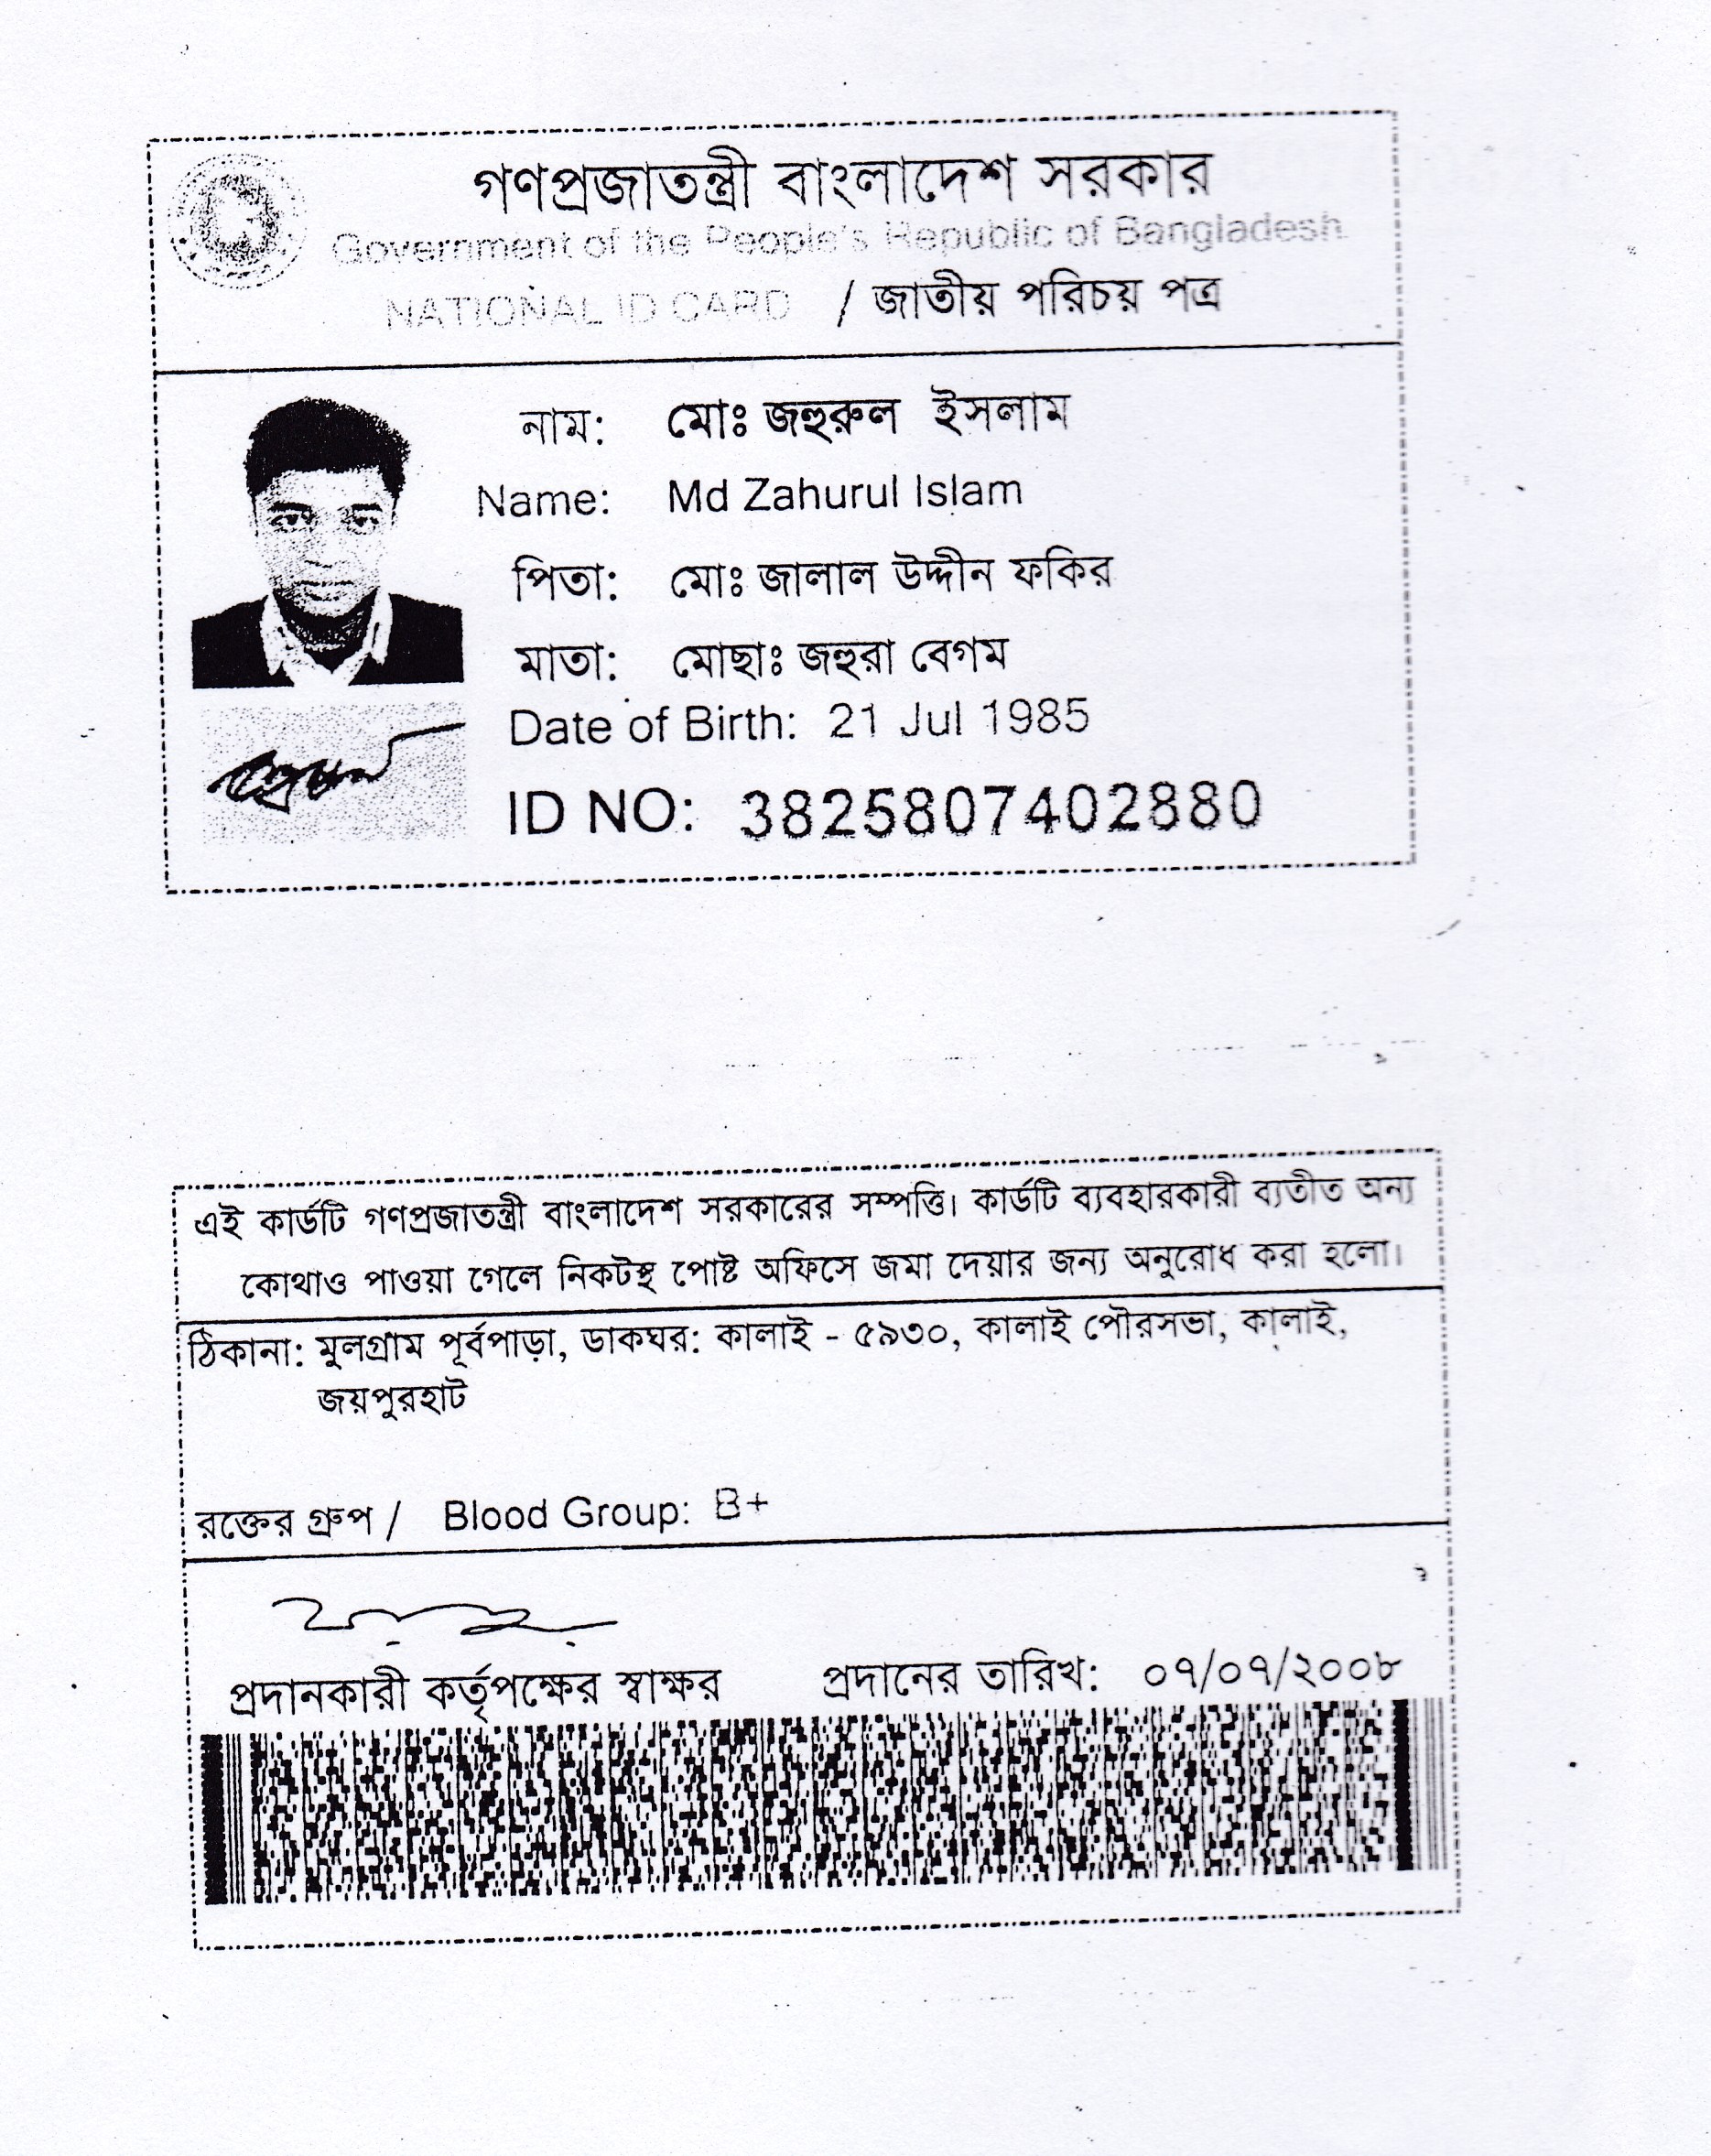 গণপ্রজাতন্ত্রী বাংলাদেশ সরকার
Government of the People's Republic of Bangladesh
NATIONAL ID CARD / জাতীয় পরিচয় পত্র
নাম: মোঃ জহুরুল ইসলাম
Name: Md Zahurul Islam
পিতা: মোঃ জালাল উদ্দীন ফকির
মাতা: মোছাঃ জহুরা বেগম
Date of Birth: 21 Jul 1985
ID NO: 3825807402880
এই কার্ডটি গণপ্রজাতন্ত্রী বাংলাদেশ সরকারের সম্পত্তি। কার্ডটি ব্যবহারকারী ব্যতীত অন্য
কোথাও পাওয়া গেলে নিকটস্থ পোষ্ট অফিসে জমা দেয়ার জন্য অনুরোধ করা হলো।
ঠিকানা: মুলগ্রাম পূর্বপাড়া, ডাকঘর: কালাই - ৫৯৩০, কালাই পৌরসভা, কালাই,
জয়পুরহাট
রক্তের গ্রুপ / Blood Group: B+
প্রদানকারী কর্তৃপক্ষের স্বাক্ষর প্রদানের তারিখ: ০৭/০৭/২০০৮